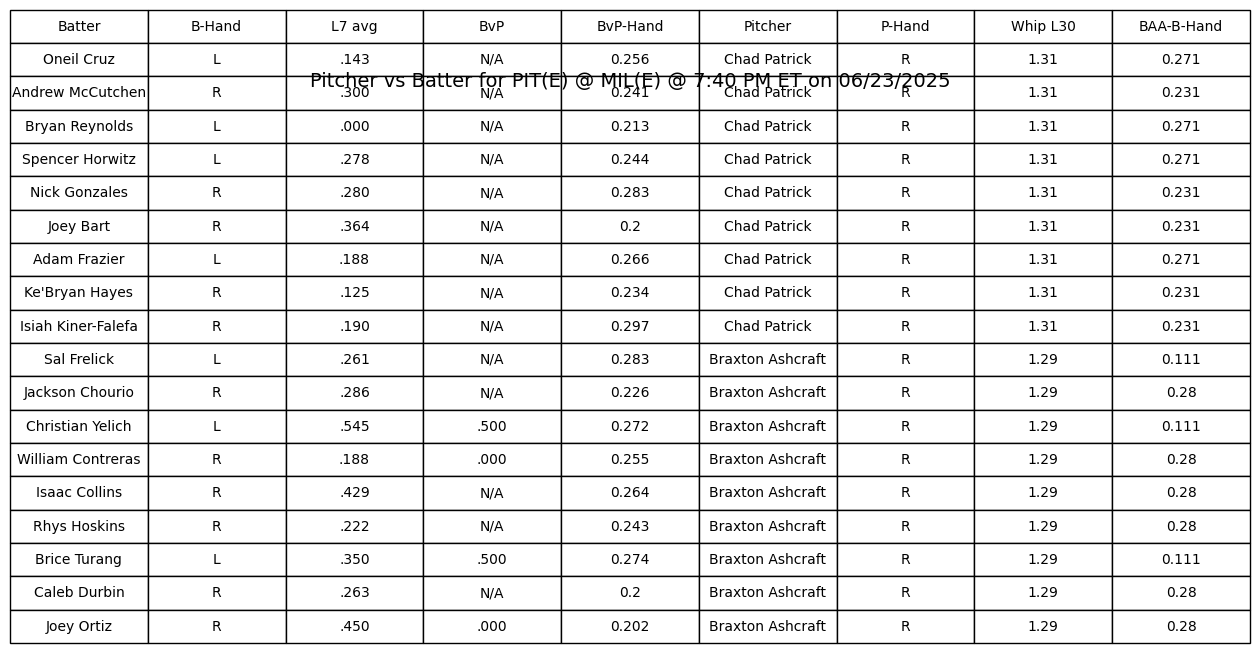 Batter B-Hand L7 avg BvP BvP-Hand Pitcher P-Hand Whip L30 BAA-B-Hand
Oneil Cruz L .143 N/A 0.256 Chad Patrick R 1.31 0.271
Pitcher vs Batter for PIT(E) @ MIL(E) @ 7:40 PM ET on 06/23/2025
Andrew McCutchen R .300 N/A 0.241 Chad Patrick R 1.31 0.231
Bryan Reynolds L .000 N/A 0.213 Chad Patrick R 1.31 0.271
Spencer Horwitz L .278 N/A 0.244 Chad Patrick R 1.31 0.271
Nick Gonzales R .280 N/A 0.283 Chad Patrick R 1.31 0.231
Joey Bart R .364 N/A 0.2 Chad Patrick R 1.31 0.231
Adam Frazier L .188 N/A 0.266 Chad Patrick R 1.31 0.271
Ke'Bryan Hayes R .125 N/A 0.234 Chad Patrick R 1.31 0.231
Isiah Kiner-Falefa R .190 N/A 0.297 Chad Patrick R 1.31 0.231
Sal Frelick L .261 N/A 0.283 Braxton Ashcraft R 1.29 0.111
Jackson Chourio R .286 N/A 0.226 Braxton Ashcraft R 1.29 0.28
Christian Yelich L .545 .500 0.272 Braxton Ashcraft R 1.29 0.111
William Contreras R .188 .000 0.255 Braxton Ashcraft R 1.29 0.28
Isaac Collins R .429 N/A 0.264 Braxton Ashcraft R 1.29 0.28
Rhys Hoskins R .222 N/A 0.243 Braxton Ashcraft R 1.29 0.28
Brice Turang L .350 .500 0.274 Braxton Ashcraft R 1.29 0.111
Caleb Durbin R .263 N/A 0.2 Braxton Ashcraft R 1.29 0.28
Joey Ortiz R .450 .000 0.202 Braxton Ashcraft R 1.29 0.28